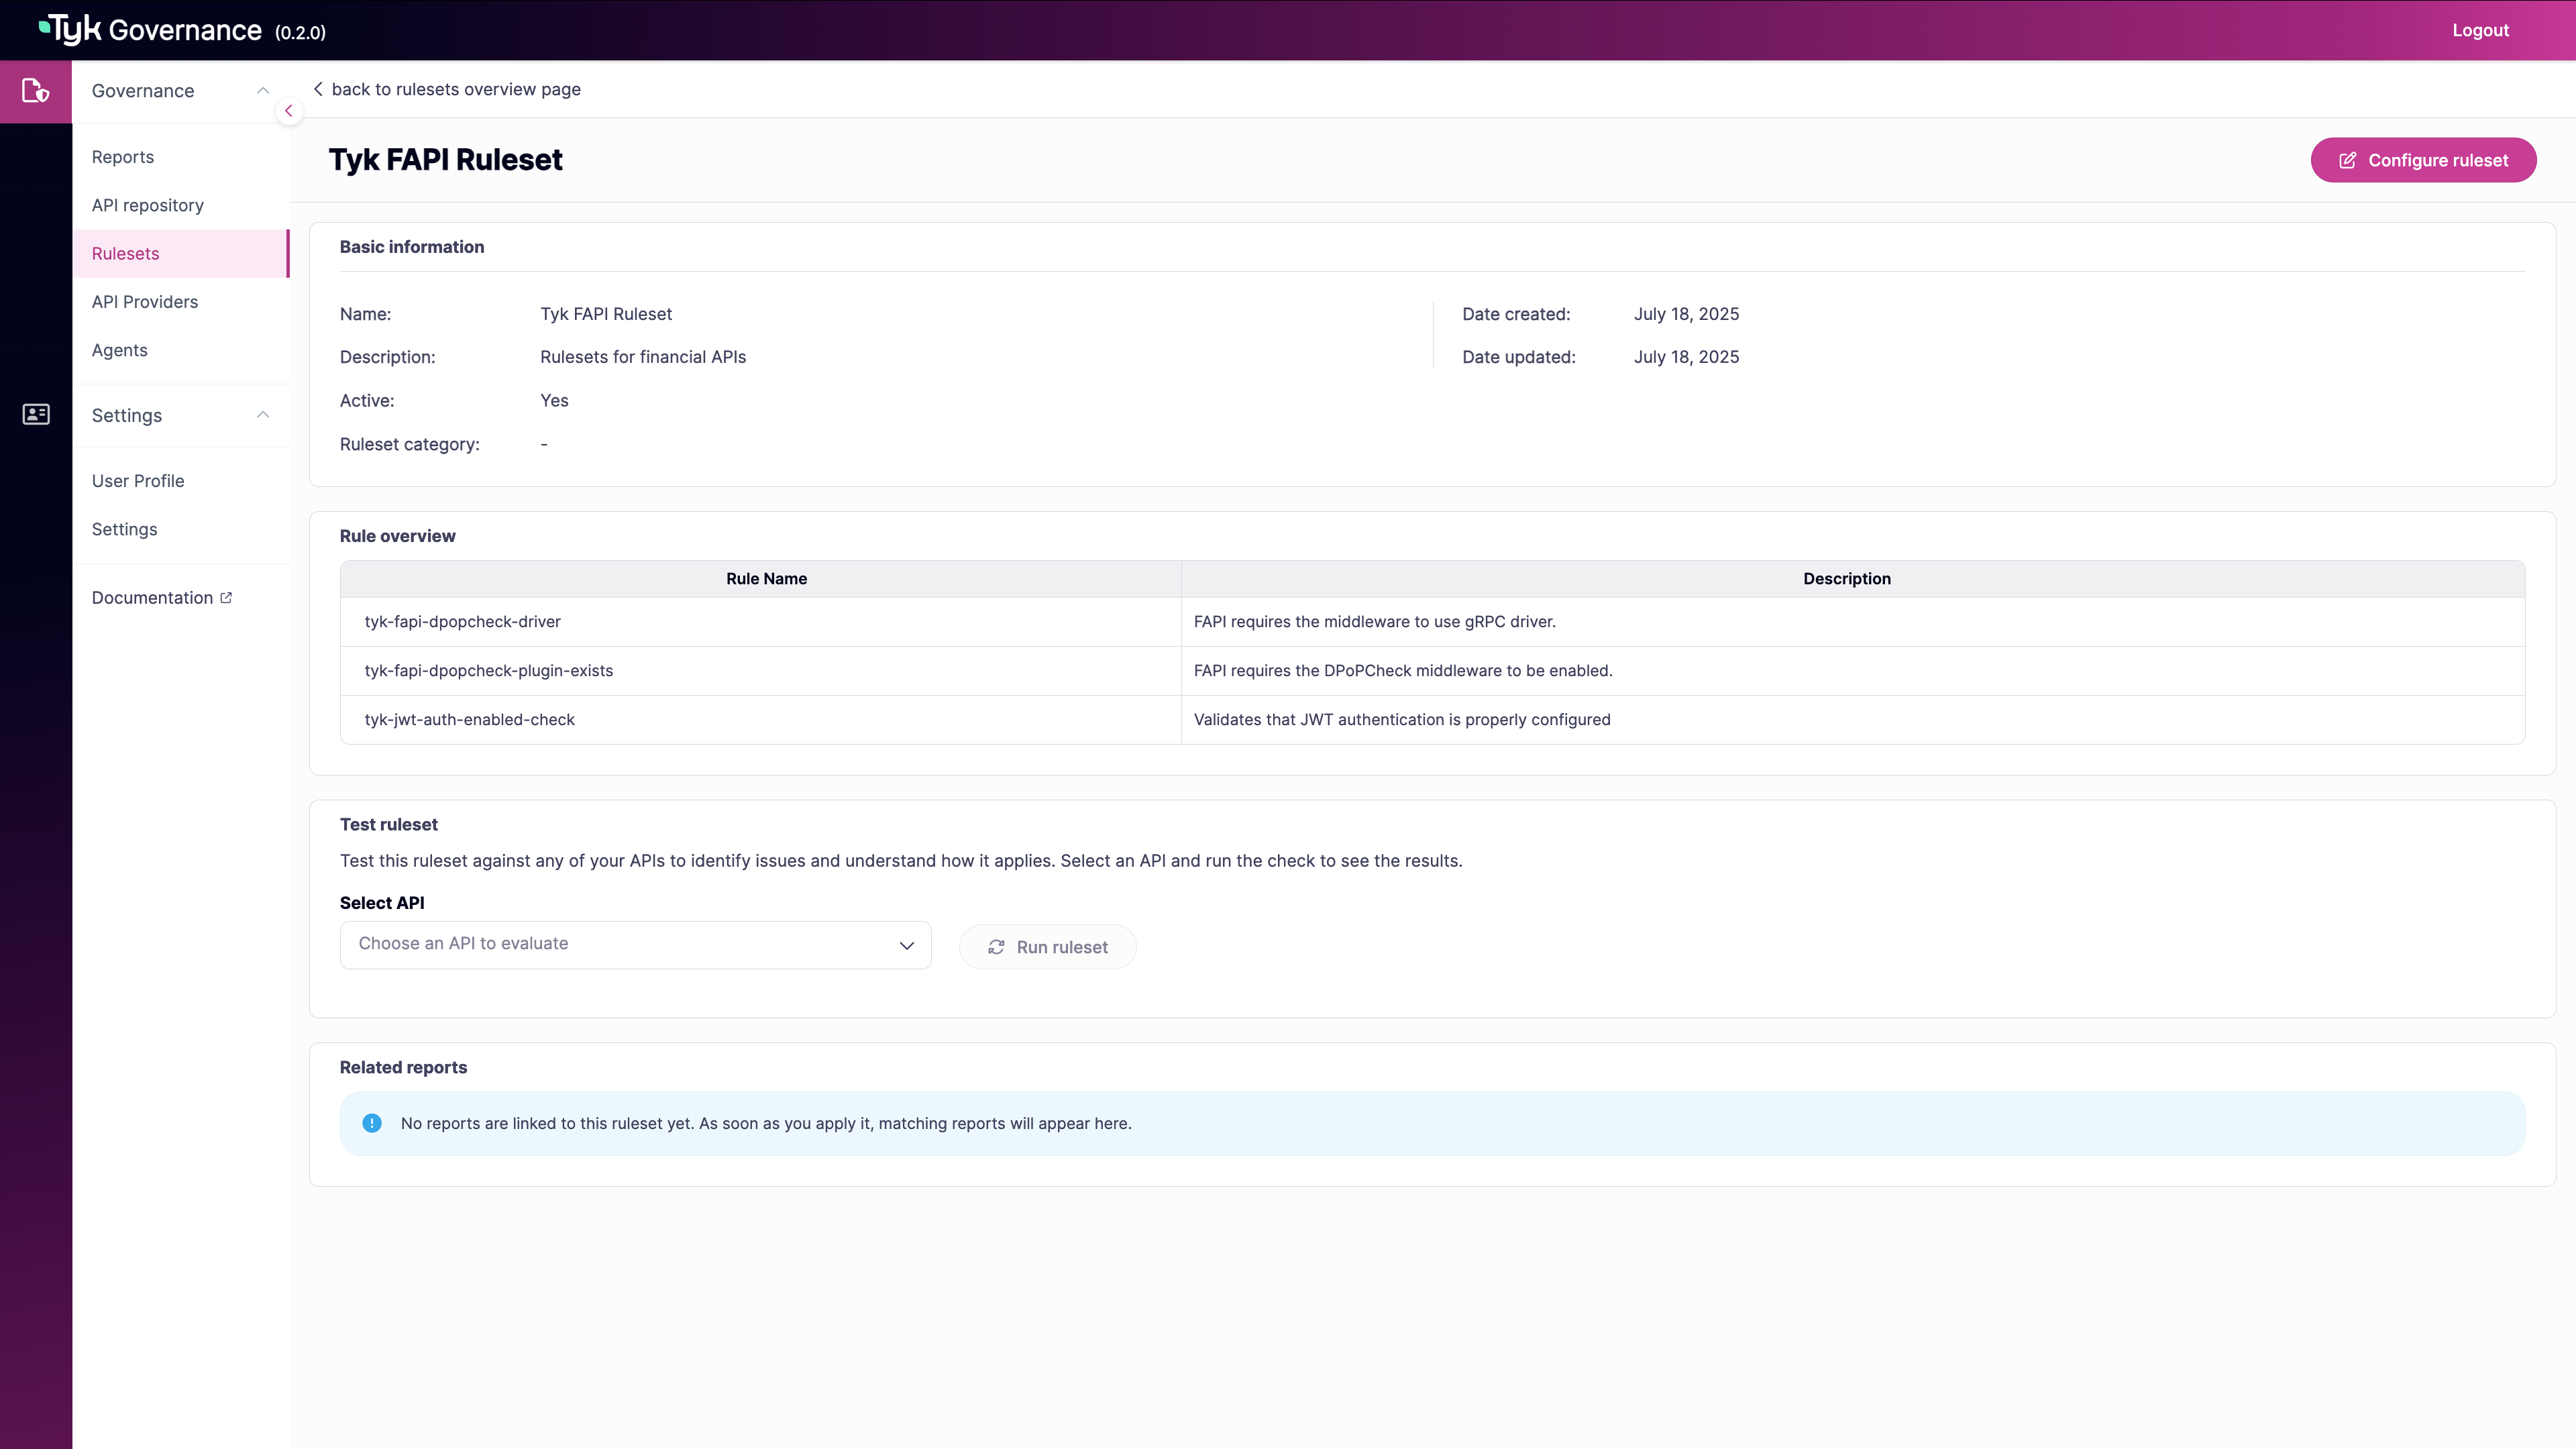 Tyk Governance (0.2.0)
Logout
Governance
Reports
API repository
Rulesets
API Providers
Agents
Settings
User Profile
Settings
Documentation
back to rulesets overview page
Tyk FAPI Ruleset
Configure ruleset
Basic information
Name: Tyk FAPI Ruleset
Description: Rulesets for financial APIs
Active: Yes
Ruleset category: -
Date created: July 18, 2025
Date updated: July 18, 2025
Rule overview
Rule Name Description
tyk-fapi-dpopcheck-driver FAPI requires the middleware to use gRPC driver.
tyk-fapi-dpopcheck-plugin-exists FAPI requires the DPoPCheck middleware to be enabled.
tyk-jwt-auth-enabled-check Validates that JWT authentication is properly configured
Test ruleset
Test this ruleset against any of your APIs to identify issues and understand how it applies. Select an API and run the check to see the results.
Select API
Choose an API to evaluate
Run ruleset
Related reports
No reports are linked to this ruleset yet. As soon as you apply it, matching reports will appear here.